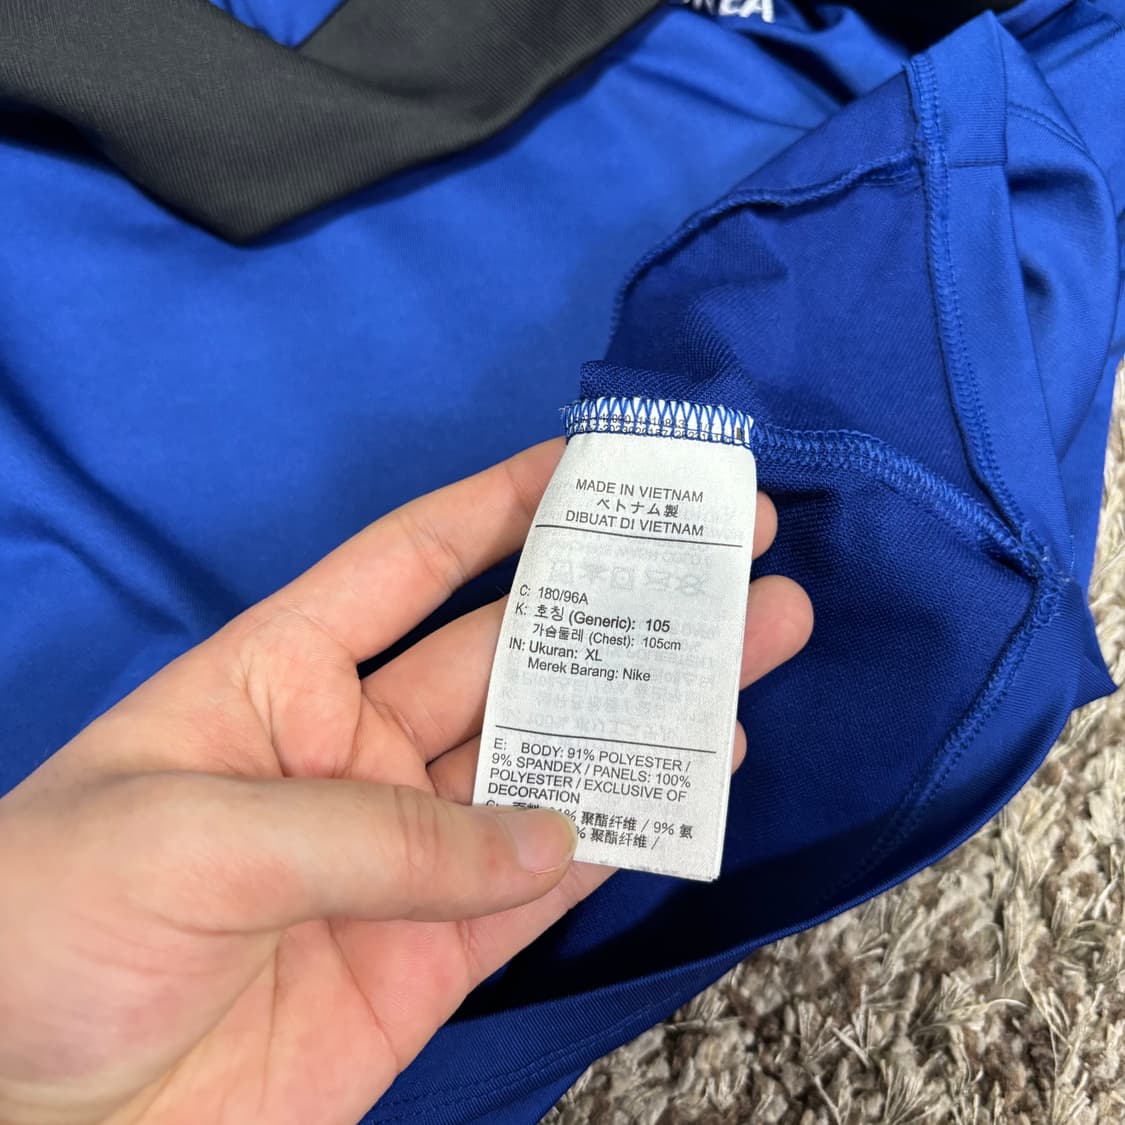 MADE IN VIETNAM
ベトナム製
DIBUAT DI VIETNAM
C: 180/96A
K: 호칭 (Generic): 105
가슴둘레 (Chest): 105cm
IN: Ukuran: XL
Merek Barang: Nike
E: BODY: 91% POLYESTER /
9% SPANDEX / PANELS: 100%
POLYESTER / EXCLUSIVE OF
DECORATION
聚酯纤维 / 9% 氨
% 聚酯纤维 /